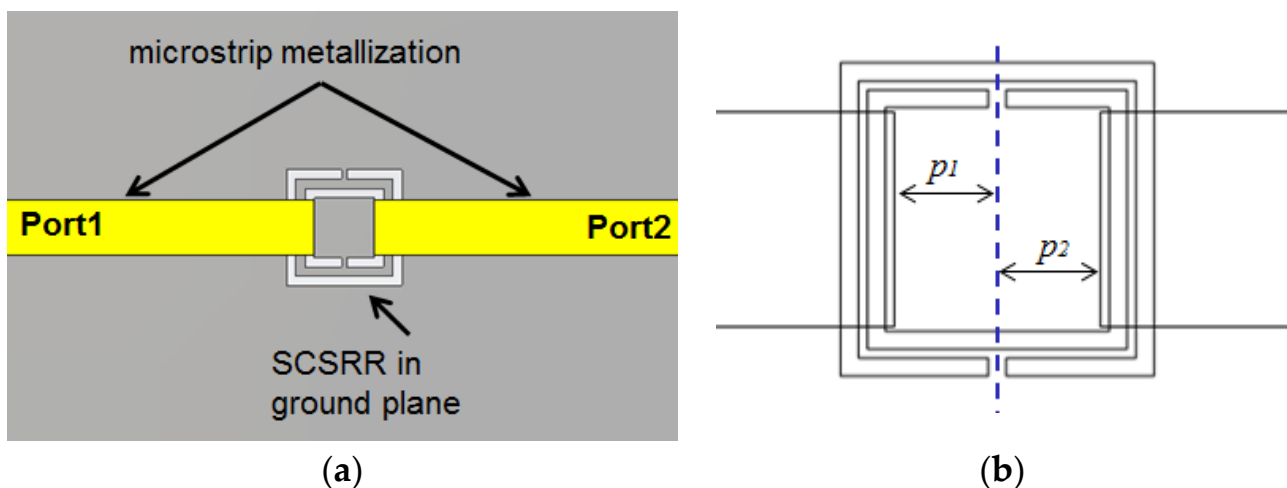 microstrip metallization
Port1
Port2
SCSRR in
ground plane
p1
p2
(a)
(b)